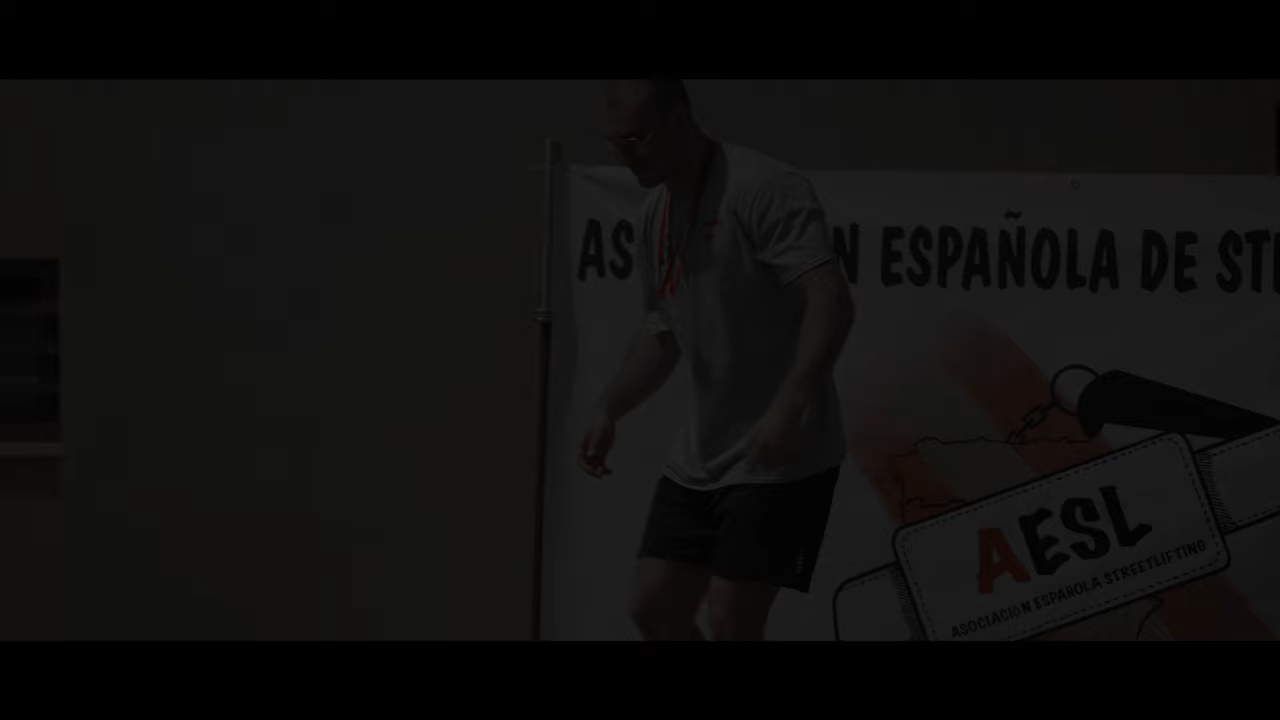 AS N ESPAÑOLA DE ST
AESL
ASOCIACIÓN ESPAÑOLA STREETLIFTING